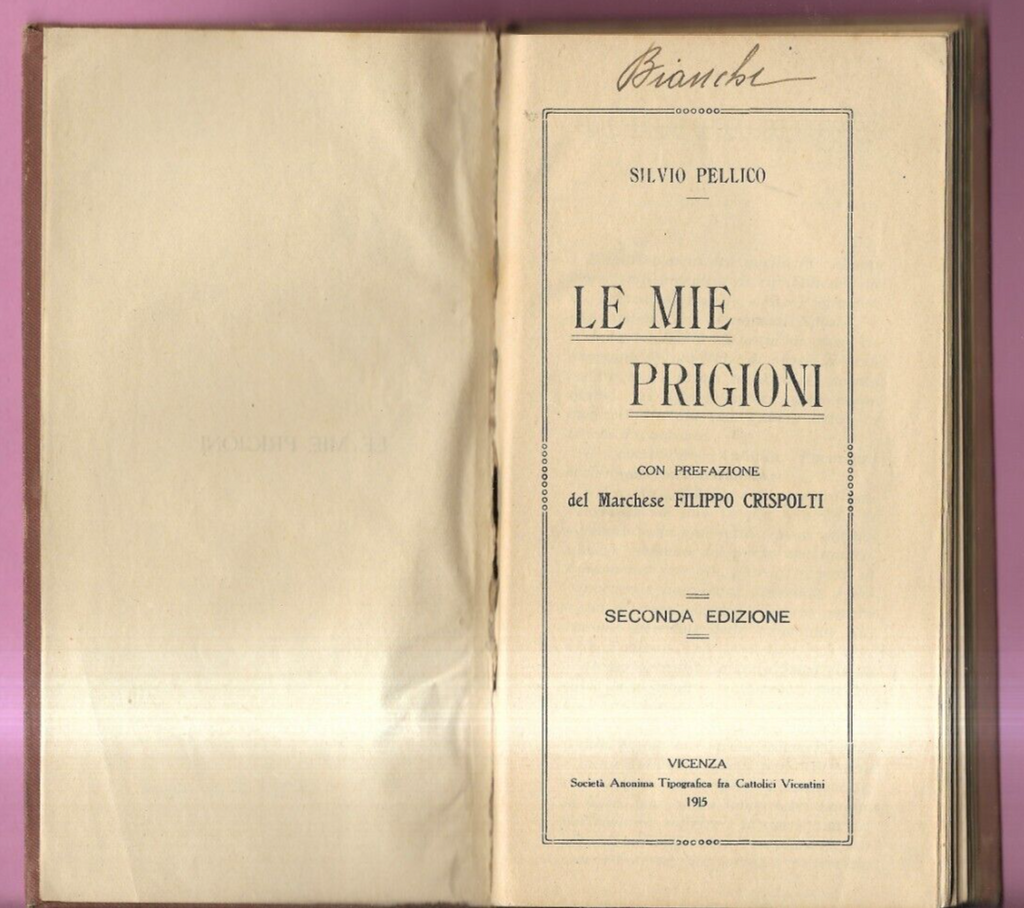 Bianchi
SILVIO PELLICO
LE MIE
PRIGIONI
CON PREFAZIONE
del Marchese FILIPPO CRISPOLTI
SECONDA EDIZIONE
VICENZA
Società Anonima Tipografica fra Cattolici Vicentini
1915